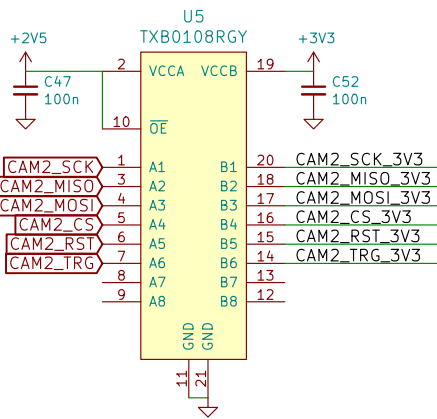 U5
TXB0108RGY
+2V5
+3V3
C47
100n
C52
100n
2 VCCA VCCB 19
10 OE
CAM2_SCK 1 A1 B1 20 CAM2_SCK_3V3
CAM2_MISO 3 A2 B2 18 CAM2_MISO_3V3
CAM2_MOSI 4 A3 B3 17 CAM2_MOSI_3V3
CAM2_CS 5 A4 B4 16 CAM2_CS_3V3
CAM2_RST 6 A5 B5 15 CAM2_RST_3V3
CAM2_TRG 7 A6 B6 14 CAM2_TRG_3V3
8 A7 B7 13
9 A8 B8 12
GND GND
11 21